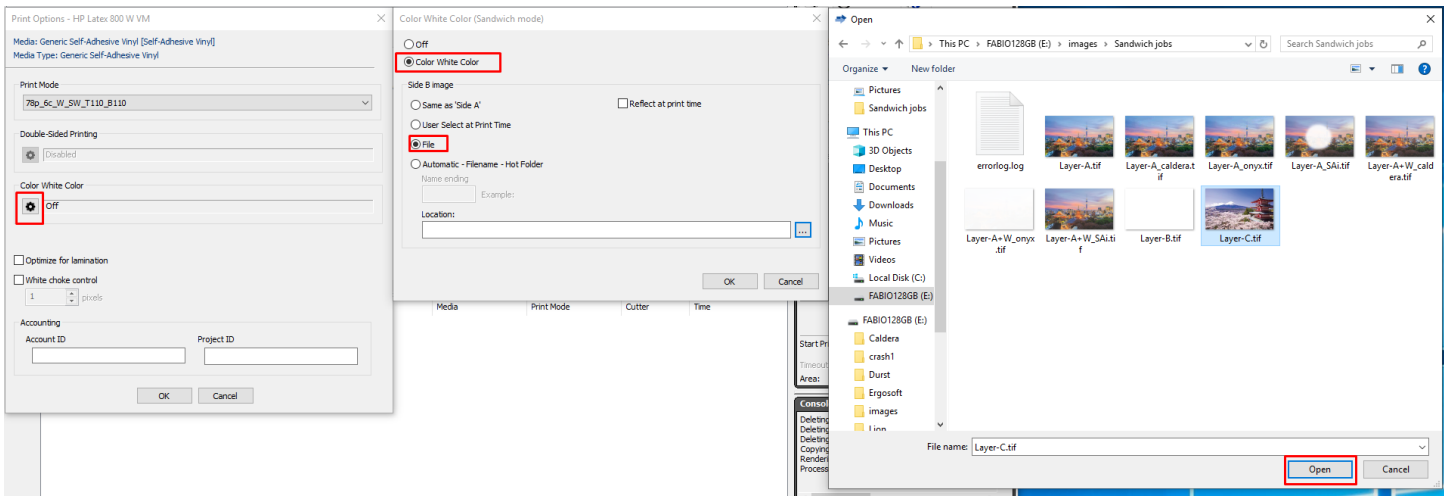 Print Options - HP Latex 800 W VM
Media: Generic Self-Adhesive Vinyl [Self-Adhesive Vinyl]
Media Type: Generic Self-Adhesive Vinyl
Print Mode
78p_6c_W_SW_T110_B110
Double-Sided Printing
Disabled
Color White Color
Off
Optimize for lamination
White choke control
1 pixels
Accounting
Account ID Project ID
OK Cancel
Color White Color (Sandwich mode)
Off
Color White Color
Side B image
Same as 'Side A' Reflect at print time
User Select at Print Time
File
Automatic - Filename - Hot Folder
Name ending
Example:
Location:
...
OK Cancel
Media Print Mode Cutter Time
Start Pr
Timeout
Area:
Consol
Deleting
Deleting
Deleting
Copying
Renderi
Process
Open
This PC > FABIO128GB (E:) > images > Sandwich jobs
Search Sandwich jobs
Organize New folder
Pictures
Sandwich jobs
This PC
3D Objects
Desktop
Documents
Downloads
Music
Pictures
Videos
Local Disk (C:)
FABIO128GB (E:)
FABIO128GB (E:)
Caldera
crash1
Durst
Ergosoft
images
Lion
errorlog.log Layer-A.tif Layer-A_caldera.t Layer-A_onyx.tif Layer-A_SAi.tif Layer-A+W_cald
if era.tif
Layer-A+W_onyx Layer-A+W_SAi.ti Layer-B.tif Layer-C.tif
.tif f
File name: Layer-C.tif
Open Cancel